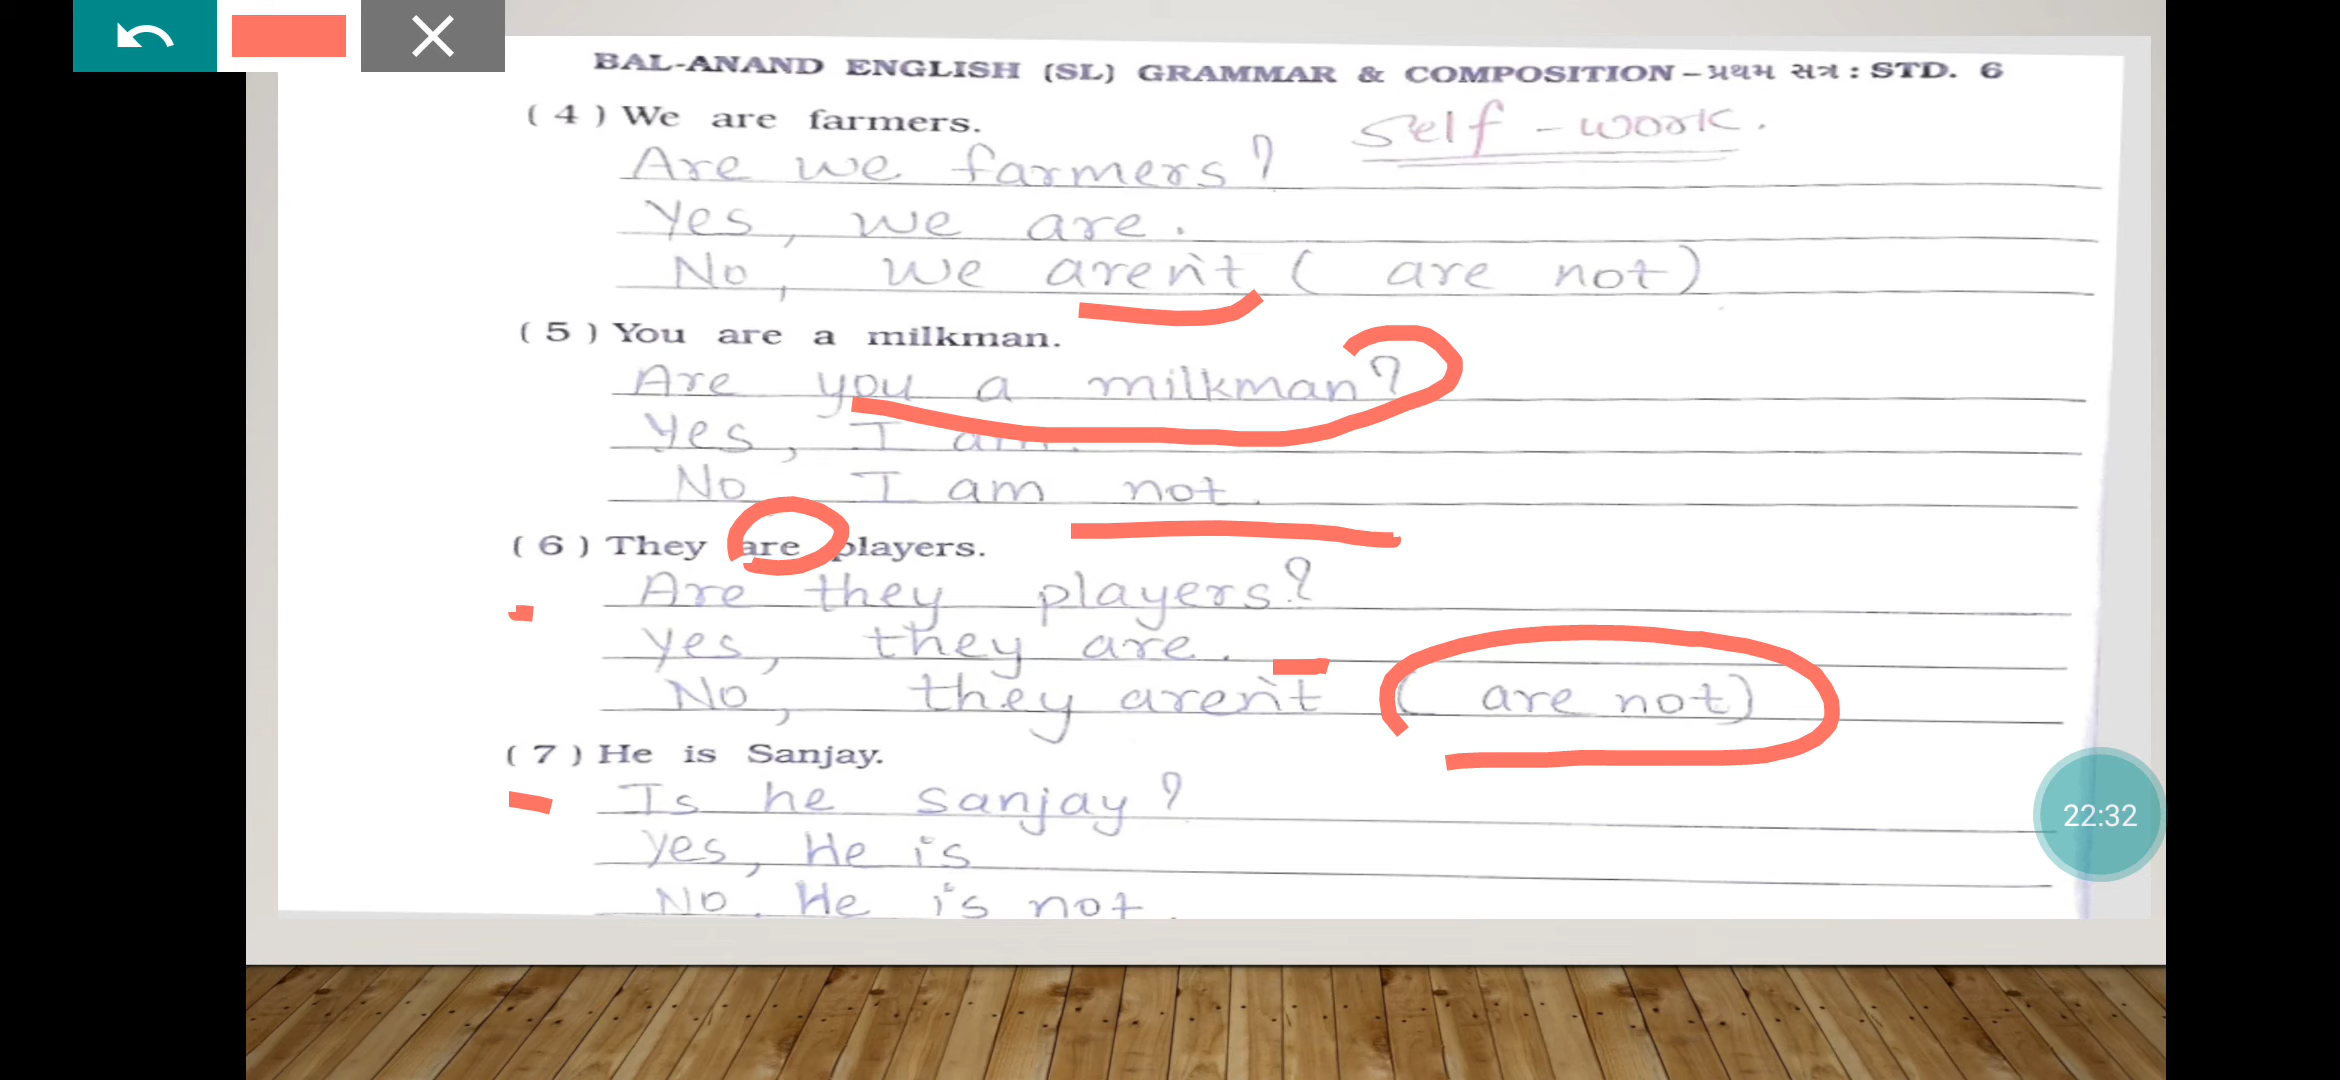 BAL-ANAND ENGLISH (SL) GRAMMAR & COMPOSITION – પ્રથમ સત્ર : STD. 6
( 4 ) We are farmers.
self - work.
Are we farmers?
Yes, we are.
No, we aren't ( are not)
( 5 ) You are a milkman.
Are you a milkman?
Yes, I am.
No I am not.
( 6 ) They are players.
Are they players?
Yes, they are.
No, they aren't ( are not)
( 7 ) He is Sanjay.
Is he sanjay?
22:32
Yes, He is
No. He is not.